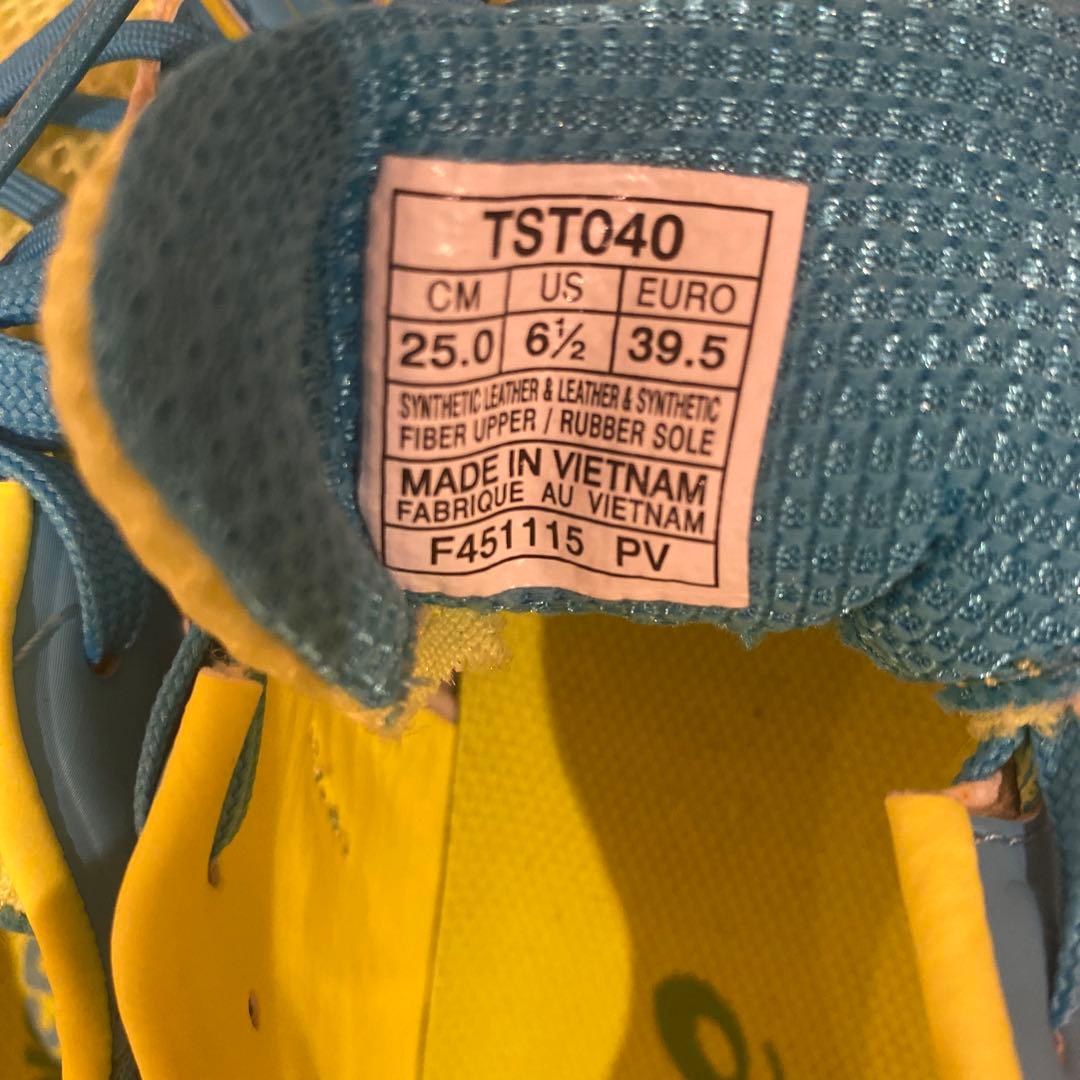 TST040
CM US EURO
25.0 6½ 39.5
SYNTHETIC LEATHER & LEATHER & SYNTHETIC
FIBER UPPER / RUBBER SOLE
MADE IN VIETNAM
FABRIQUE AU VIETNAM
F451115 PV